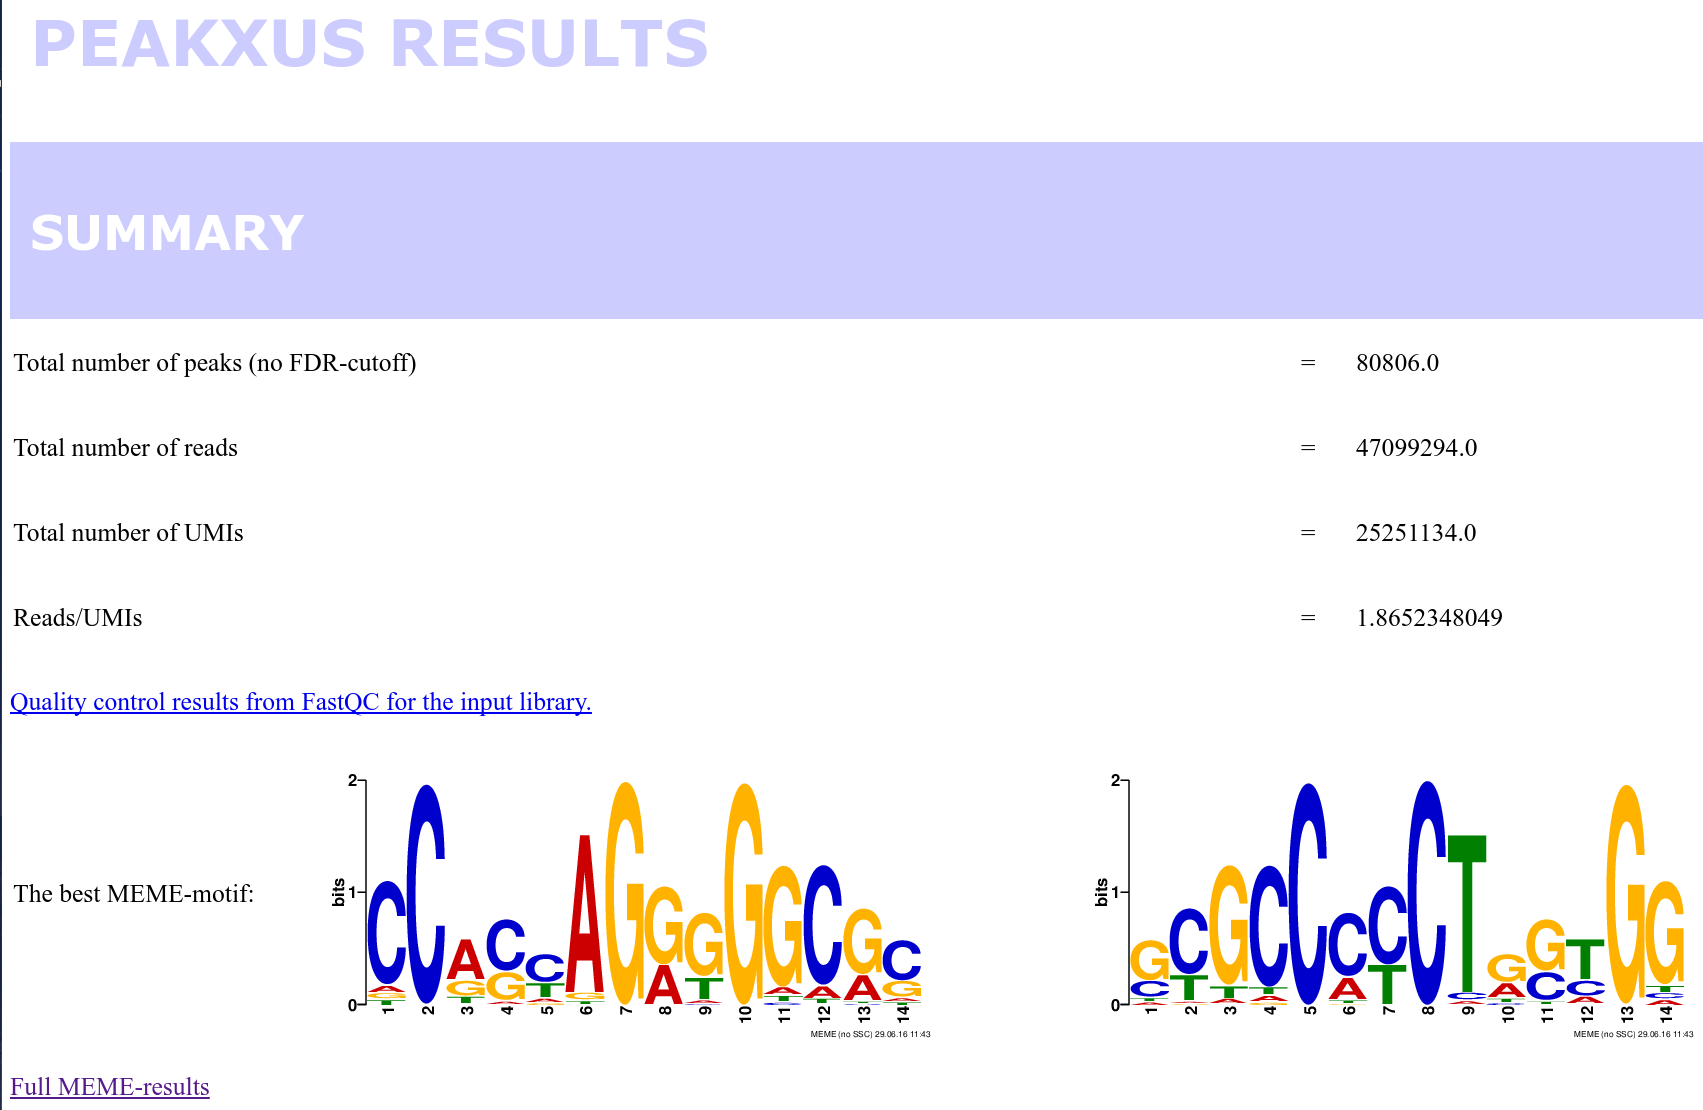 PEAKXUS RESULTS
SUMMARY
Total number of peaks (no FDR-cutoff) = 80806.0
Total number of reads = 47099294.0
Total number of UMIs = 25251134.0
Reads/UMIs = 1.8652348049
Quality control results from FastQC for the input library.
The best MEME-motif:
2
bits
1
0
1 2 3 4 5 6 7 8 9 10 11 12 13 14
MEME (no SSC) 29.06.16 11:43
2
bits
1
0
1 2 3 4 5 6 7 8 9 10 11 12 13 14
MEME (no SSC) 29.06.16 11:43
Full MEME-results